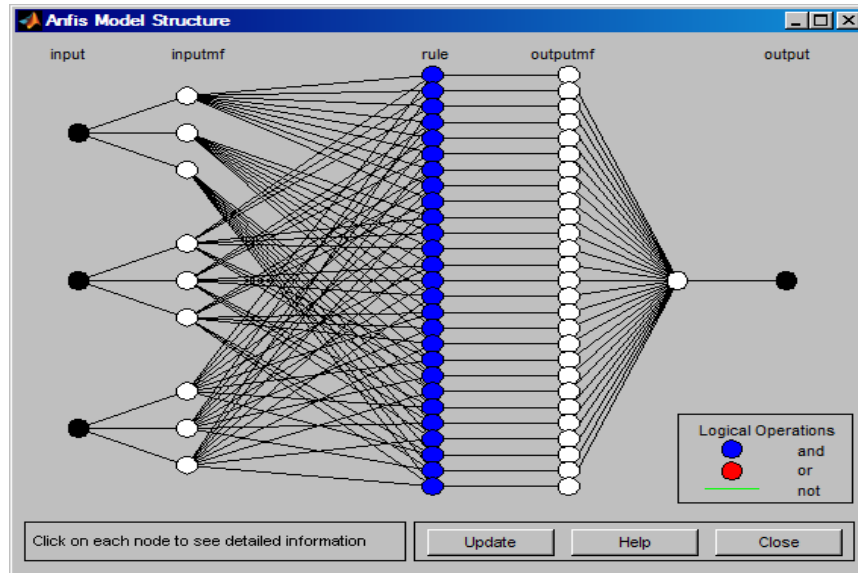 Anfis Model Structure
input inputmf rule outputmf output
Logical Operations
and
or
not
Click on each node to see detailed information
Update Help Close